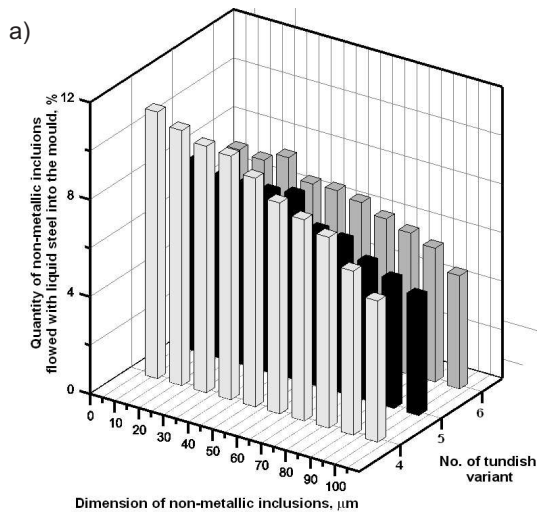 a)
12
8
4
0
Quantity of non-metallic incluions
flowed with liquid steel into the mould, %
0 10 20 30 40 50 60 70 80 90 100
Dimension of non-metallic inclusions, μm
4 5 6
No. of tundish
variant